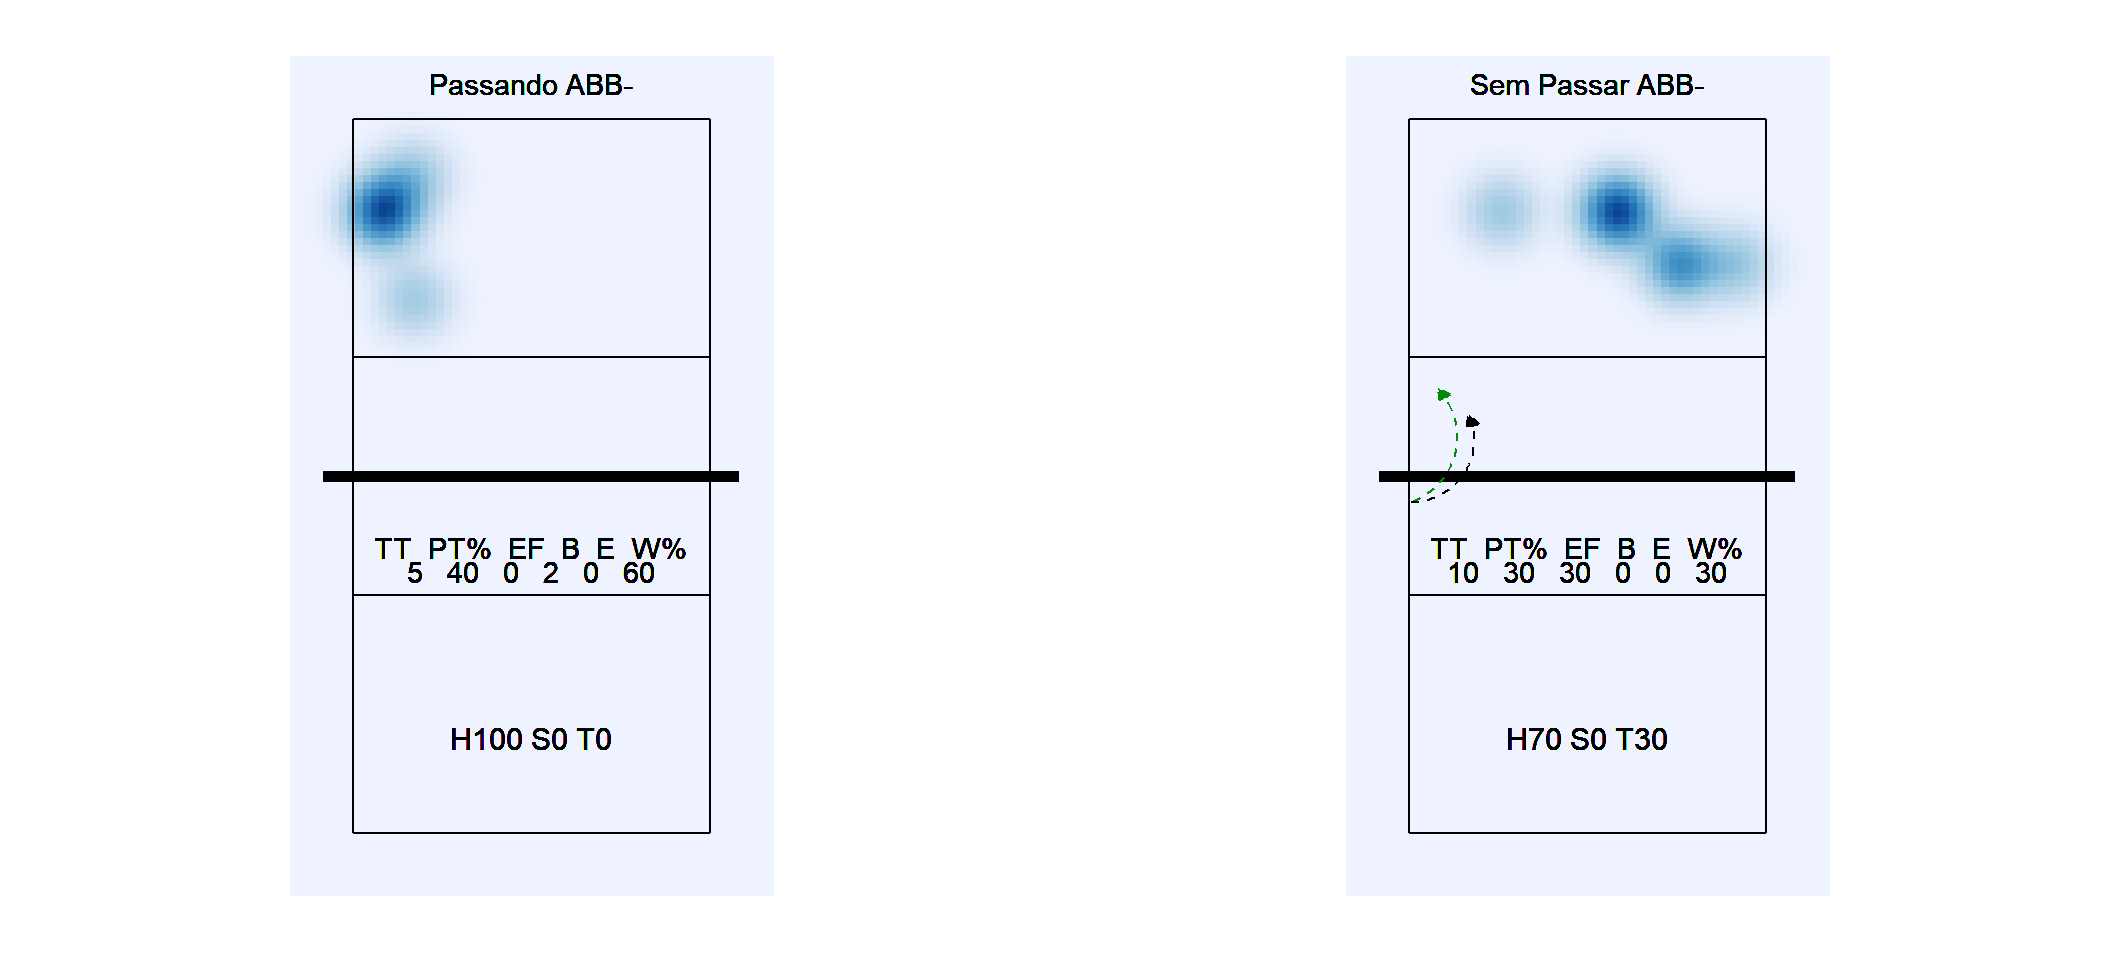 Passando ABB-
TT PT% EF B E W%
5 40 0 2 0 60
H100 S0 T0
Sem Passar ABB-
TT PT% EF B E W%
10 30 30 0 0 30
H70 S0 T30